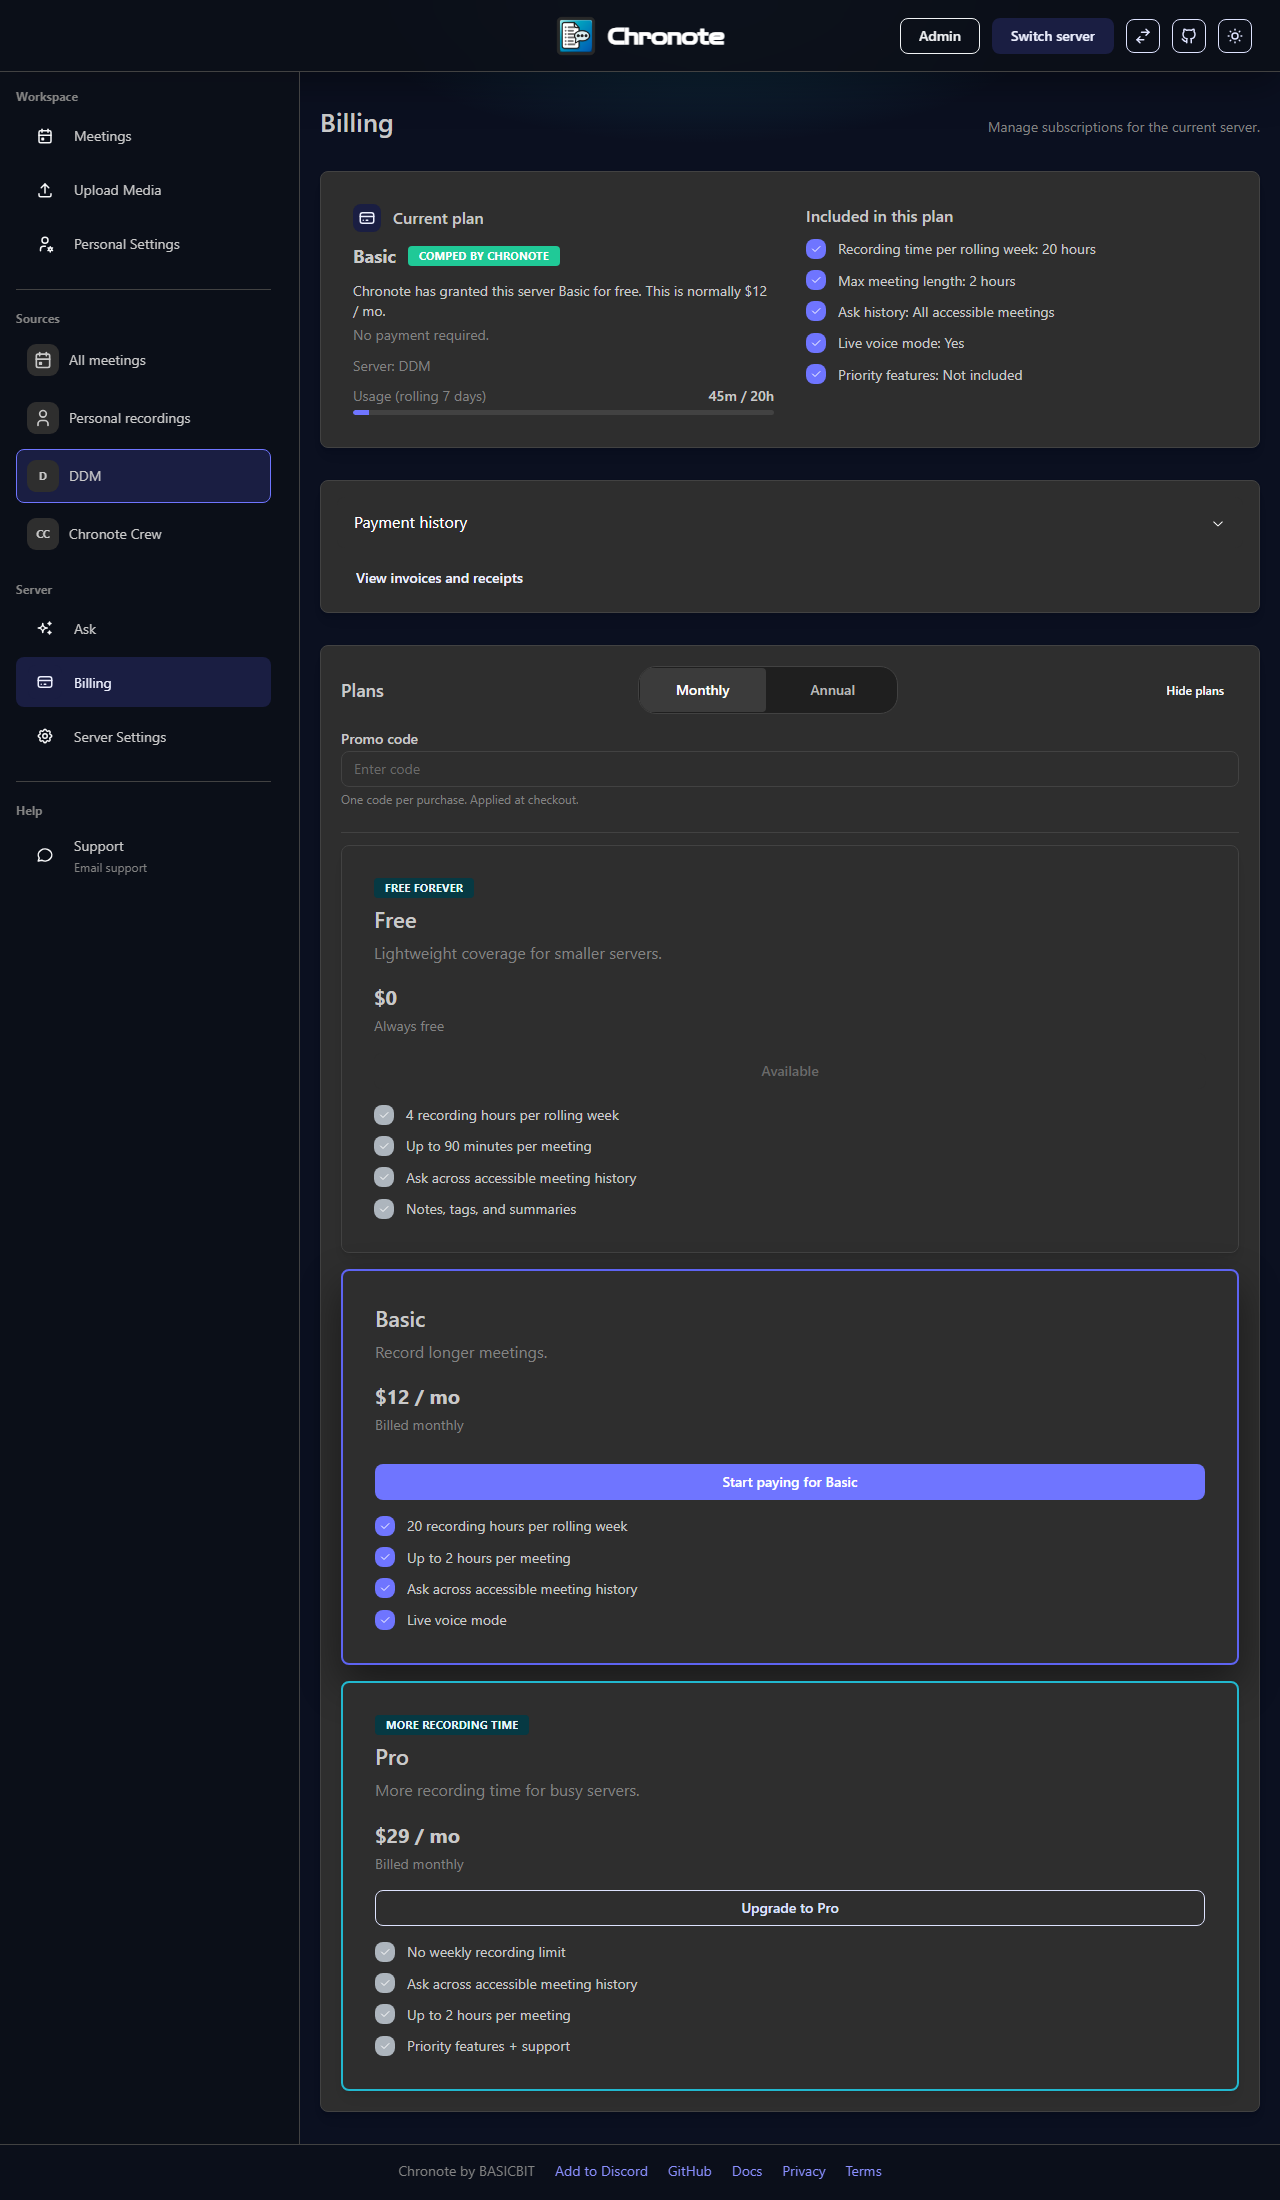 Chronote
Admin
Switch server
Workspace
Meetings
Upload Media
Personal Settings
Sources
All meetings
Personal recordings
D
DDM
CC
Chronote Crew
Server
Ask
Billing
Server Settings
Help
Support
Email support
Billing
Manage subscriptions for the current server.
Current plan
Basic
COMPED BY CHRONOTE
Chronote has granted this server Basic for free. This is normally $12
/ mo.
No payment required.
Server: DDM
Usage (rolling 7 days)
45m / 20h
Included in this plan
Recording time per rolling week: 20 hours
Max meeting length: 2 hours
Ask history: All accessible meetings
Live voice mode: Yes
Priority features: Not included
Payment history
View invoices and receipts
Plans
Monthly
Annual
Hide plans
Promo code
Enter code
One code per purchase. Applied at checkout.
FREE FOREVER
Free
Lightweight coverage for smaller servers.
$0
Always free
Available
4 recording hours per rolling week
Up to 90 minutes per meeting
Ask across accessible meeting history
Notes, tags, and summaries
Basic
Record longer meetings.
$12 / mo
Billed monthly
Start paying for Basic
20 recording hours per rolling week
Up to 2 hours per meeting
Ask across accessible meeting history
Live voice mode
MORE RECORDING TIME
Pro
More recording time for busy servers.
$29 / mo
Billed monthly
Upgrade to Pro
No weekly recording limit
Ask across accessible meeting history
Up to 2 hours per meeting
Priority features + support
Chronote by BASICBIT
Add to Discord
GitHub
Docs
Privacy
Terms